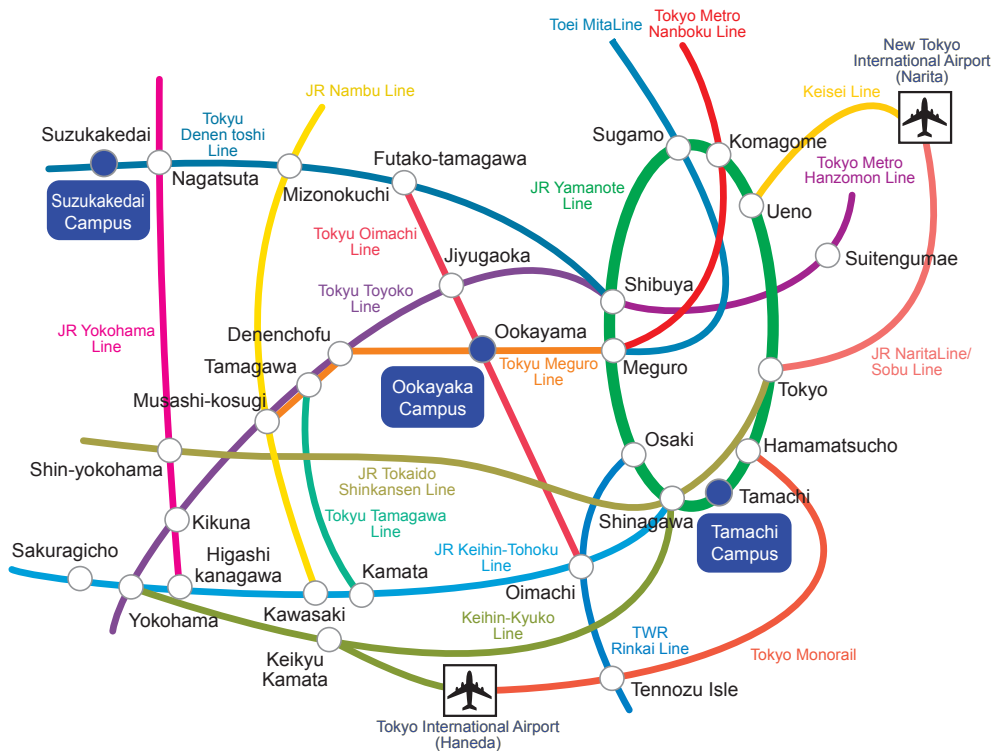 Toei MitaLine
Tokyo Metro
Nanboku Line
New Tokyo
International Airport
(Narita)
JR Nambu Line
Keisei Line
Tokyu
Denen toshi
Line
Suzukakedai
Sugamo
Komagome
Futako-tamagawa
Nagatsuta
Mizonokuchi
Tokyo Metro
Hanzomon Line
Suzukakedai
Campus
JR Yamanote
Line
Ueno
Tokyu Oimachi
Line
Jiyugaoka
Suitengumae
Tokyu Toyoko
Line
Shibuya
JR Yokohama
Line
Denenchofu
Ookayama
Tamagawa
Tokyu Meguro
Line
Meguro
JR NaritaLine/
Sobu Line
Tokyo
Ookayaka
Campus
Musashi-kosugi
Osaki
Hamamatsucho
Shin-yokohama
JR Tokaido
Shinkansen Line
Tamachi
Shinagawa
Kikuna
Tokyu Tamagawa
Line
Tamachi
Campus
Sakuragicho
Higashi
kanagawa
Kamata
JR Keihin-Tohoku
Line
Oimachi
Yokohama
Kawasaki
Keihin-Kyuko
Line
TWR
Rinkai Line
Keikyu
Kamata
Tokyo Monorail
Tennozu Isle
Tokyo International Airport
(Haneda)